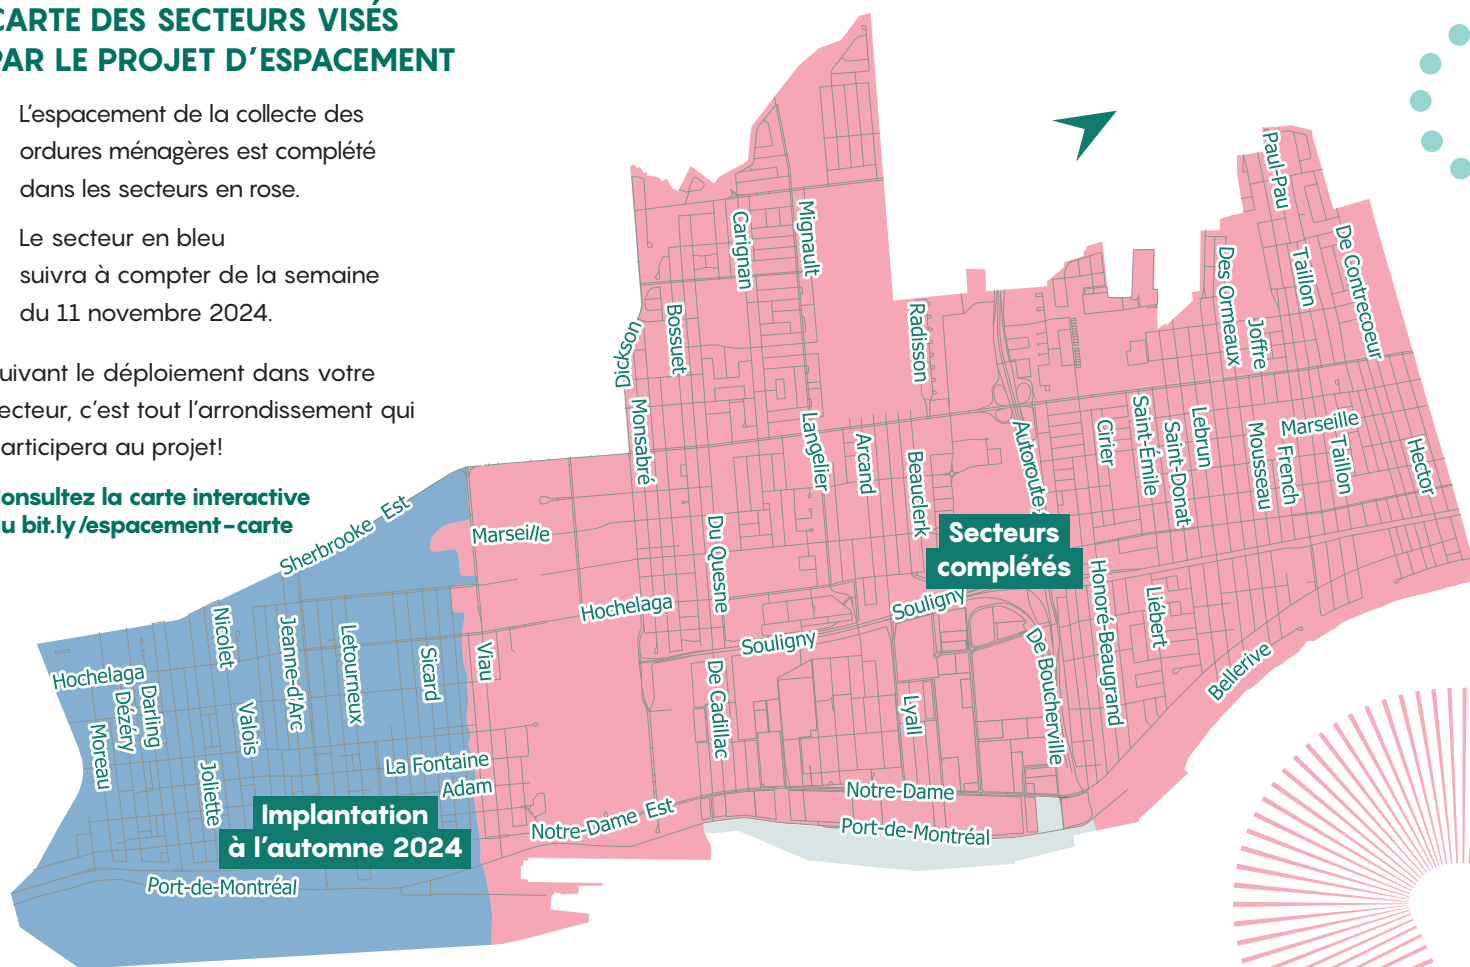 CARTE DES SECTEURS VISÉS
PAR LE PROJET D'ESPACEMENT
L'espacement de la collecte des
ordures ménagères est complété
dans les secteurs en rose.
Le secteur en bleu
suivra à compter de la semaine
du 11 novembre 2024.
uivant le déploiement dans votre
ecteur, c'est tout l'arrondissement qui
articipera au projet!
onsultez la carte interactive
u bit.ly/espacement-carte
Paul-Pau
Carignan
Mignault
De Contrecoeur
Taillon
Des Ormeaux
Joffre
Radisson
Bossuet
Dickson
Monsabré
Langelier
Arcand
Beauclerk
Autoroute
Cirier
Saint-Émile
Saint-Donat
Lebrun
Mousseau
French
Marseille
Taillon
Hector
Sherbrooke Est
Marseille
Du Quesne
Secteurs
complétés
Hochelaga
Souligny
Souligny
Honoré-Beaugrand
Liébert
De Boucherville
Bellerive
Nicolet
Jeanne-d'Arc
Letourneux
Sicard
Viau
Hochelaga
Darling
Dézéry
Moreau
Valois
Joliette
De Cadillac
Lyall
La Fontaine
Adam
Implantation
à l'automne 2024
Notre-Dame Est
Notre-Dame
Port-de-Montréal
Port-de-Montréal